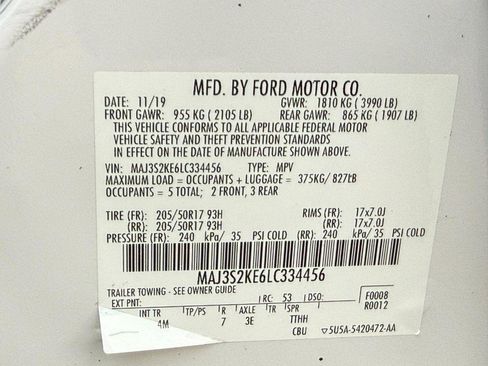 MFD. BY FORD MOTOR CO.
DATE: 11/19 GVWR: 1810 KG ( 3990 LB)
FRONT GAWR: 955 KG ( 2105 LB) REAR GAWR: 865 KG ( 1907 LB)
THIS VEHICLE CONFORMS TO ALL APPLICABLE FEDERAL MOTOR
VEHICLE SAFETY AND THEFT PREVENTION STANDARDS
IN EFFECT ON THE DATE OF MANUFACTURE SHOWN ABOVE.
VIN: MAJ3S2KE6LC334456 TYPE: MPV
MAXIMUM LOAD = OCCUPANTS + LUGGAGE = 375KG/ 827LB
OCCUPANTS = 5 TOTAL; 2 FRONT, 3 REAR
TIRE (FR): 205/50R17 93H RIMS (FR): 17x7.0J
(RR): 205/50R17 93H (RR): 17x7.0J
PRESSURE (FR): 240 kPa/ 35 PSI COLD (RR): 240 kPa/ 35 PSI COLD
MAJ3S2KE6LC334456
TRAILER TOWING - SEE OWNER GUIDE
EXT PNT: RC: 53 DSO: F0008
R0012
INT TR TP/PS R AXLE TR SPR
4M 7 3E TTHH
CBU ▽5U5A-5420472-AA